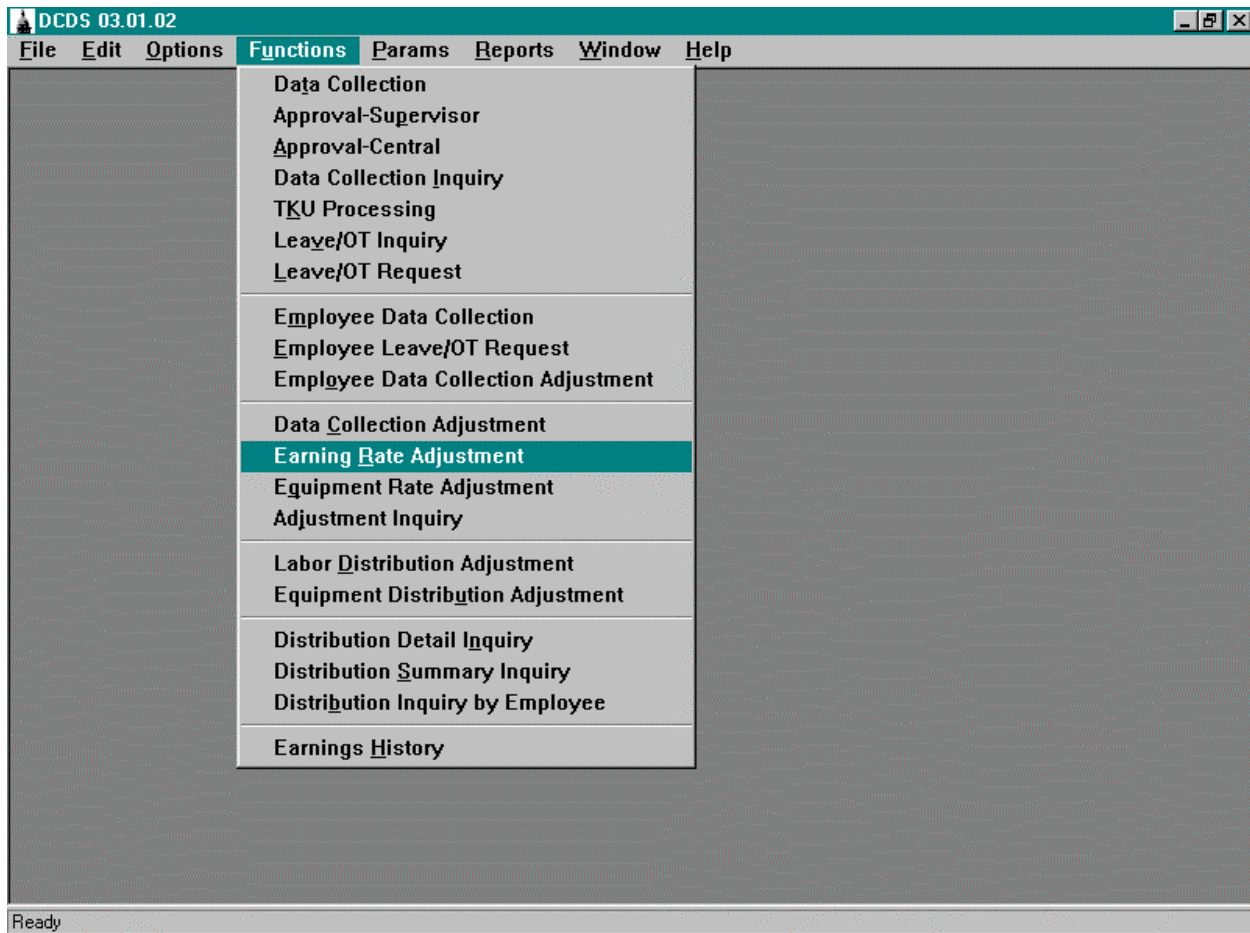 DCDS 03.01.02
File Edit Options Functions Params Reports Window Help
Data Collection
Approval-Supervisor
Approval-Central
Data Collection Inquiry
TKU Processing
Leave/OT Inquiry
Leave/OT Request
Employee Data Collection
Employee Leave/OT Request
Employee Data Collection Adjustment
Data Collection Adjustment
Earning Rate Adjustment
Equipment Rate Adjustment
Adjustment Inquiry
Labor Distribution Adjustment
Equipment Distribution Adjustment
Distribution Detail Inquiry
Distribution Summary Inquiry
Distribution Inquiry by Employee
Earnings History
Ready